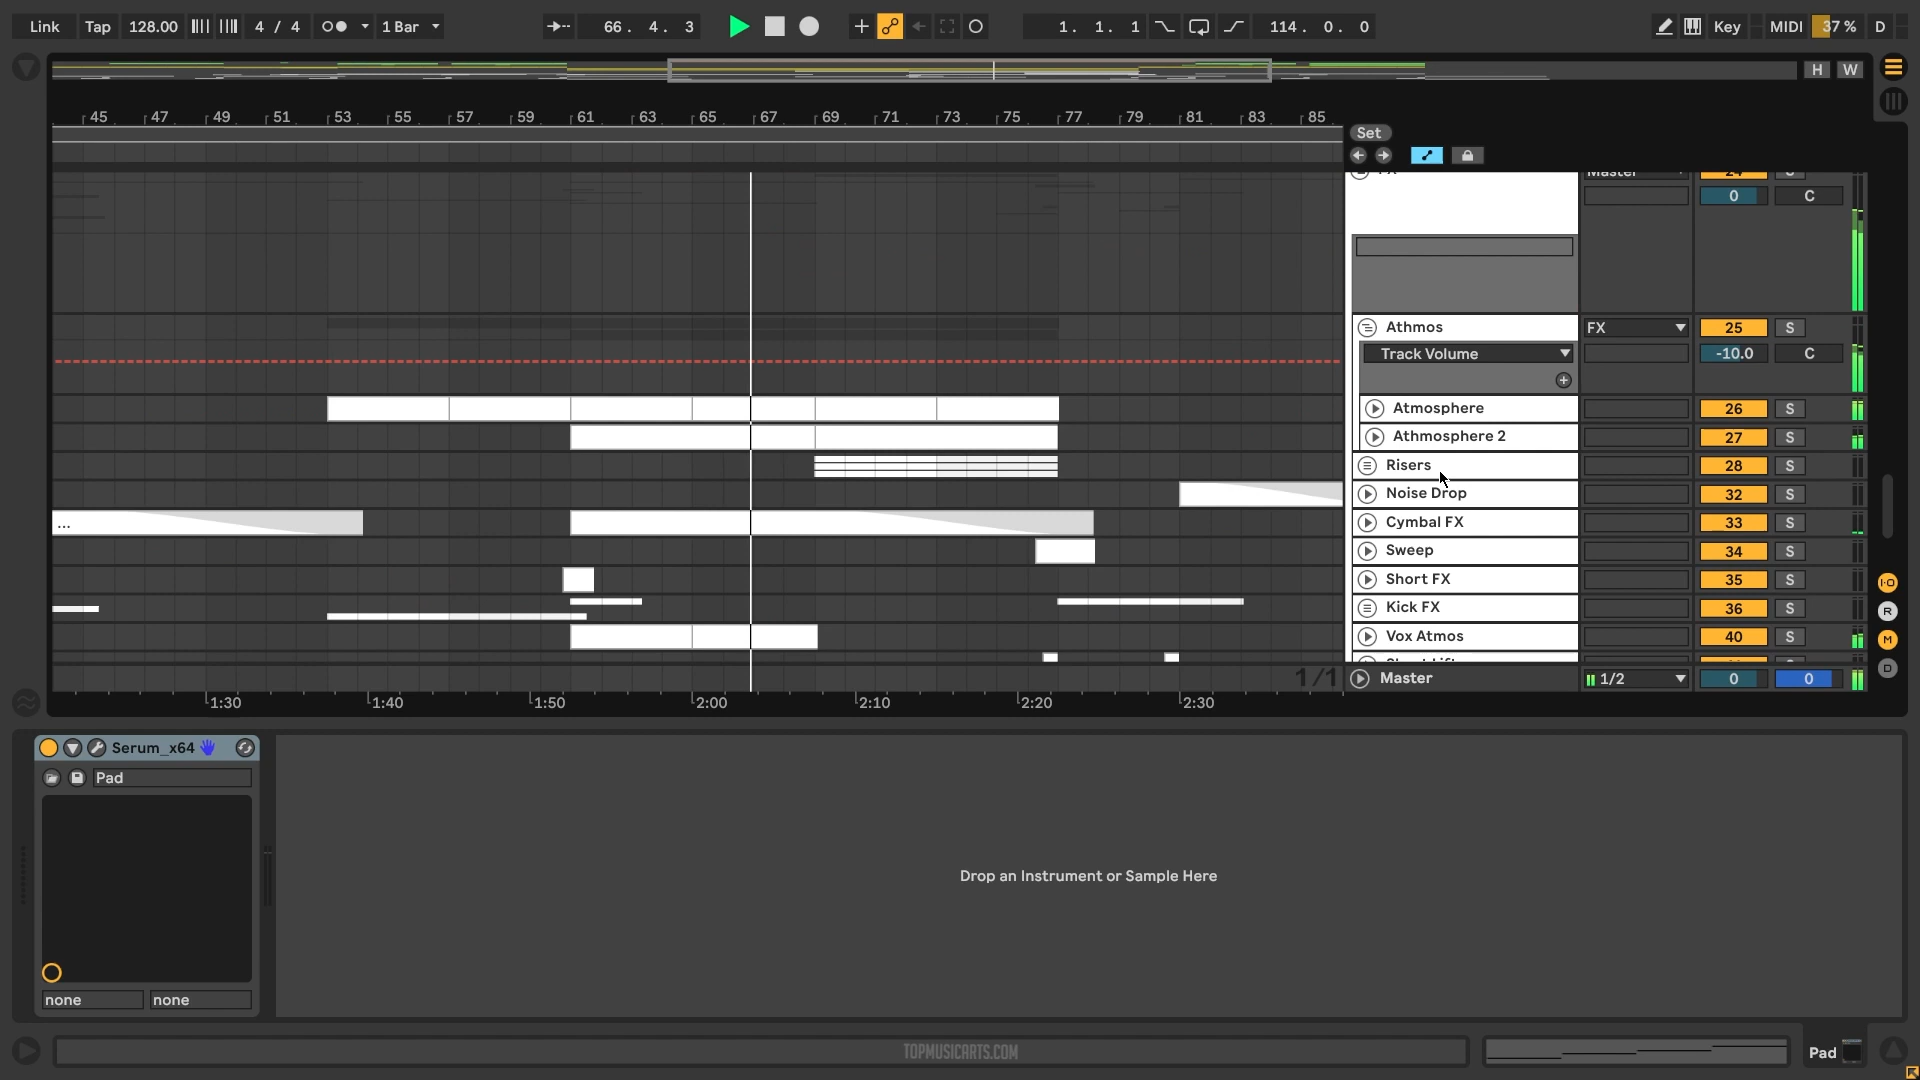 Link Tap 128.00 4 / 4 1 Bar 66. 4. 3 1. 1. 1 114. 0. 0 Key MIDI 37 % D
H W
45 47 49 51 53 55 57 59 61 63 65 67 69 71 73 75 77 79 81 83 85
Set
FX Master 24 S
0 C
Athmos FX 25 S
Track Volume -10.0 C
Atmosphere 26 S
Athmosphere 2 27 S
Risers 28 S
Noise Drop 32 S
... Cymbal FX 33 S
Sweep 34 S
Short FX 35 S
I·O
Kick FX 36 S
R
Vox Atmos 40 S
M
D
1/1 Master 1/2 0 0
1:30 1:40 1:50 2:00 2:10 2:20 2:30
Serum_x64
Pad
Drop an Instrument or Sample Here
none none
TOPMUSICARTS.COM
Pad